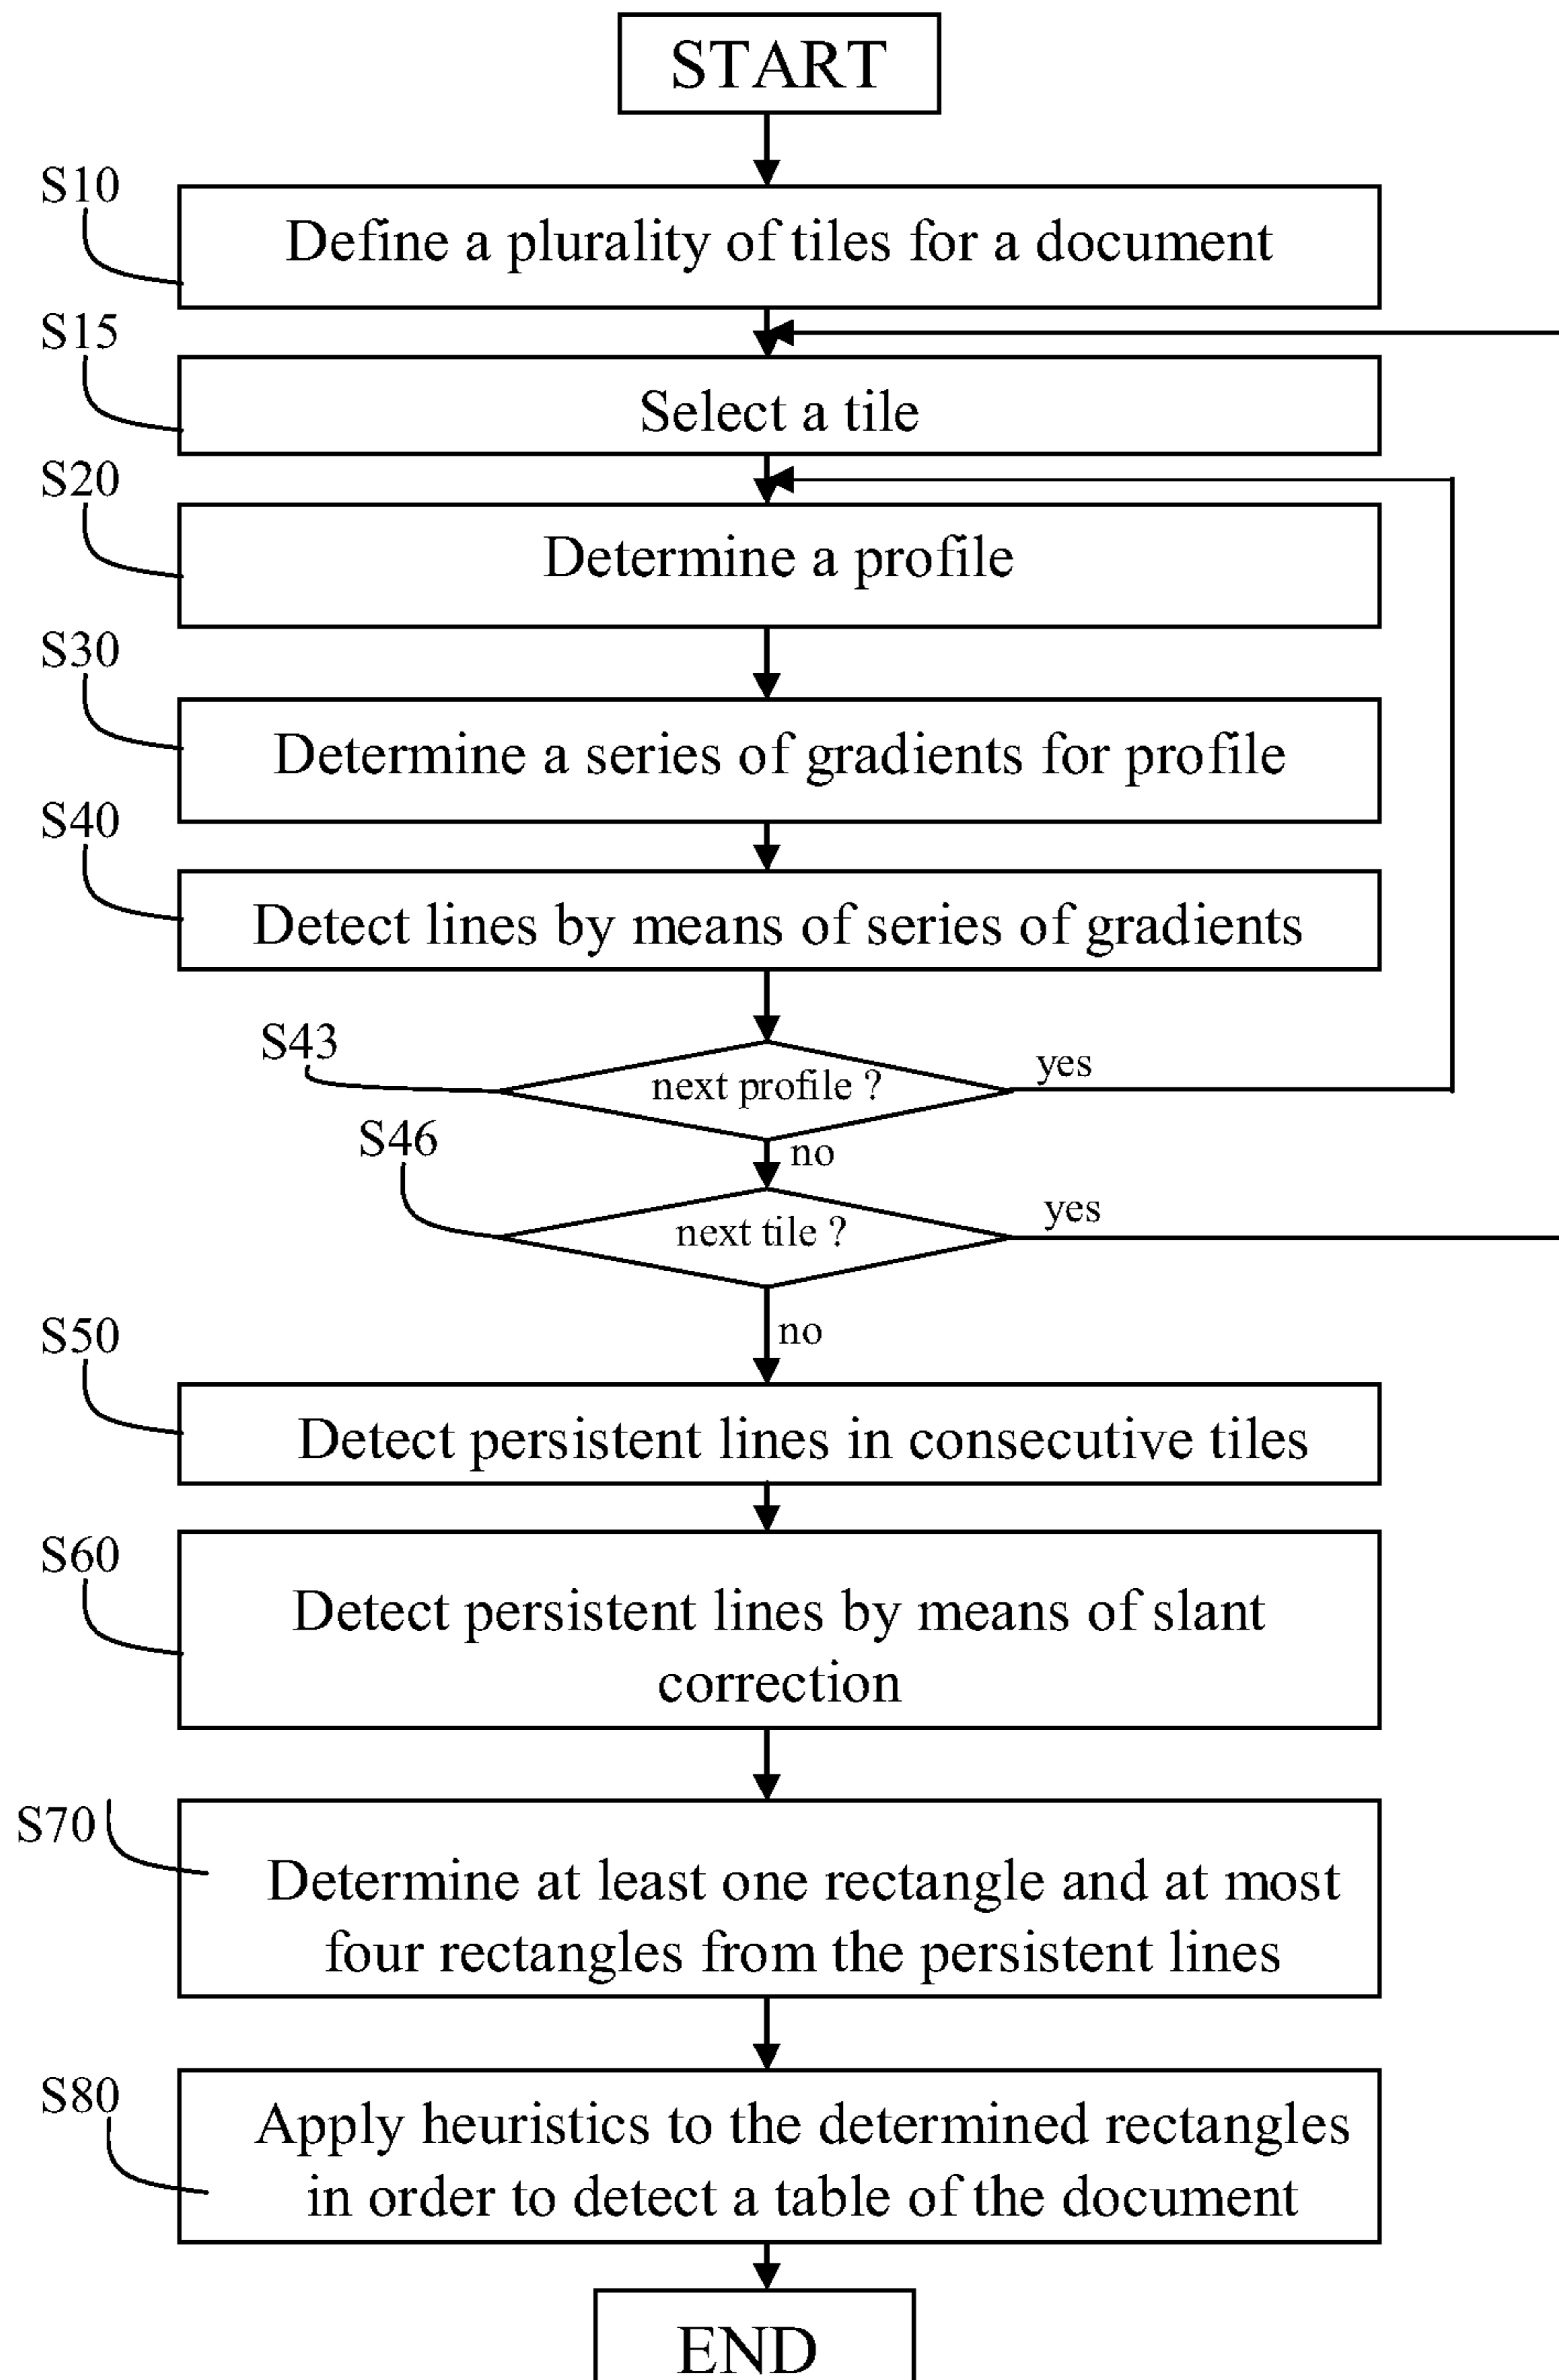 START
S10
Define a plurality of tiles for a document
S15
Select a tile
S20
Determine a profile
S30
Determine a series of gradients for profile
S40
Detect lines by means of series of gradients
S43
next profile ?
yes
no
S46
next tile ?
yes
no
S50
Detect persistent lines in consecutive tiles
S60
Detect persistent lines by means of slant
correction
S70
Determine at least one rectangle and at most
four rectangles from the persistent lines
S80
Apply heuristics to the determined rectangles
in order to detect a table of the document
END